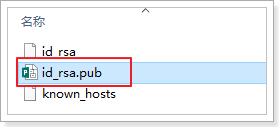 名称
id_rsa
id_rsa.pub
known_hosts